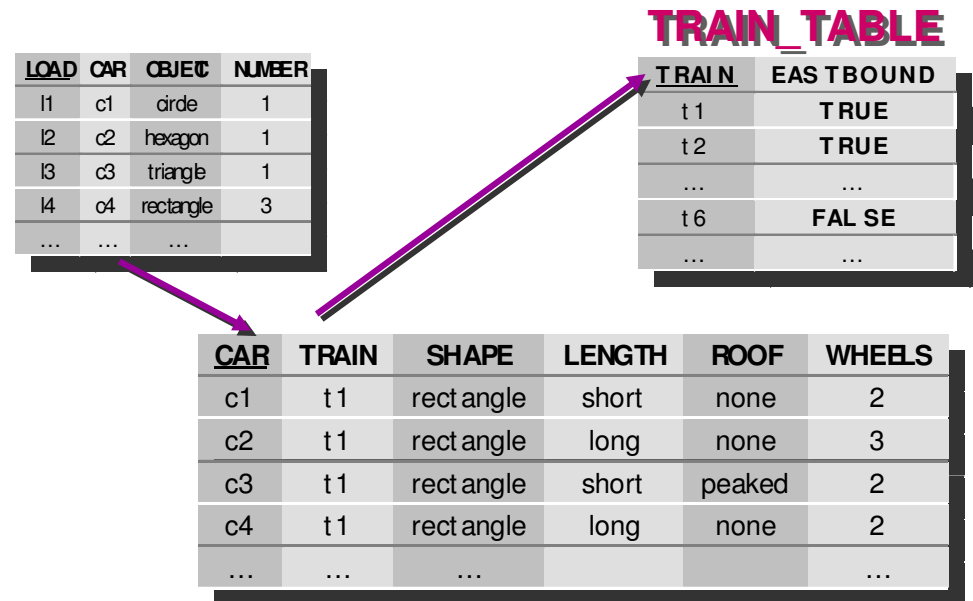 TRAIN_TABLE
LOAD CAR OBJECT NUMBER
l1 c1 circle 1
l2 c2 hexagon 1
l3 c3 triangle 1
l4 c4 rectangle 3
… … …
TRAIN EASTBOUND
t1 TRUE
t2 TRUE
… …
t6 FALSE
… …
CAR TRAIN SHAPE LENGTH ROOF WHEELS
c1 t1 rectangle short none 2
c2 t1 rectangle long none 3
c3 t1 rectangle short peaked 2
c4 t1 rectangle long none 2
… … … …